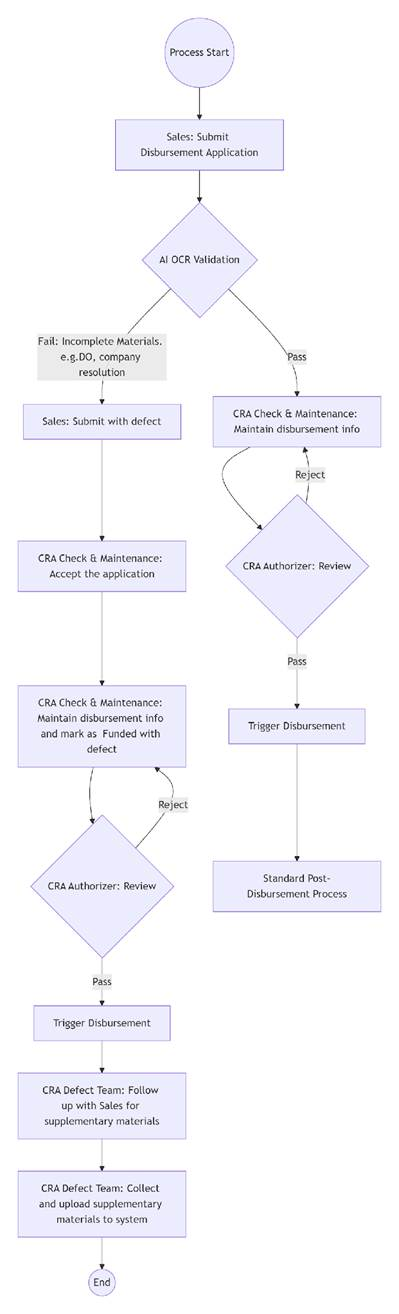 Process Start
Sales: Submit
Disbursement Application
AI OCR Validation
Fail: Incomplete Materials.
e.g.DO, company
resolution
Pass
Sales: Submit with defect
CRA Check & Maintenance:
Maintain disbursement info
Reject
CRA Check & Maintenance:
Accept the application
CRA Authorizer: Review
Pass
CRA Check & Maintenance:
Maintain disbursement info
and mark as Funded with
defect
Trigger Disbursement
Reject
CRA Authorizer: Review
Standard Post-
Disbursement Process
Pass
Trigger Disbursement
CRA Defect Team: Follow
up with Sales for
supplementary materials
CRA Defect Team: Collect
and upload supplementary
materials to system
End